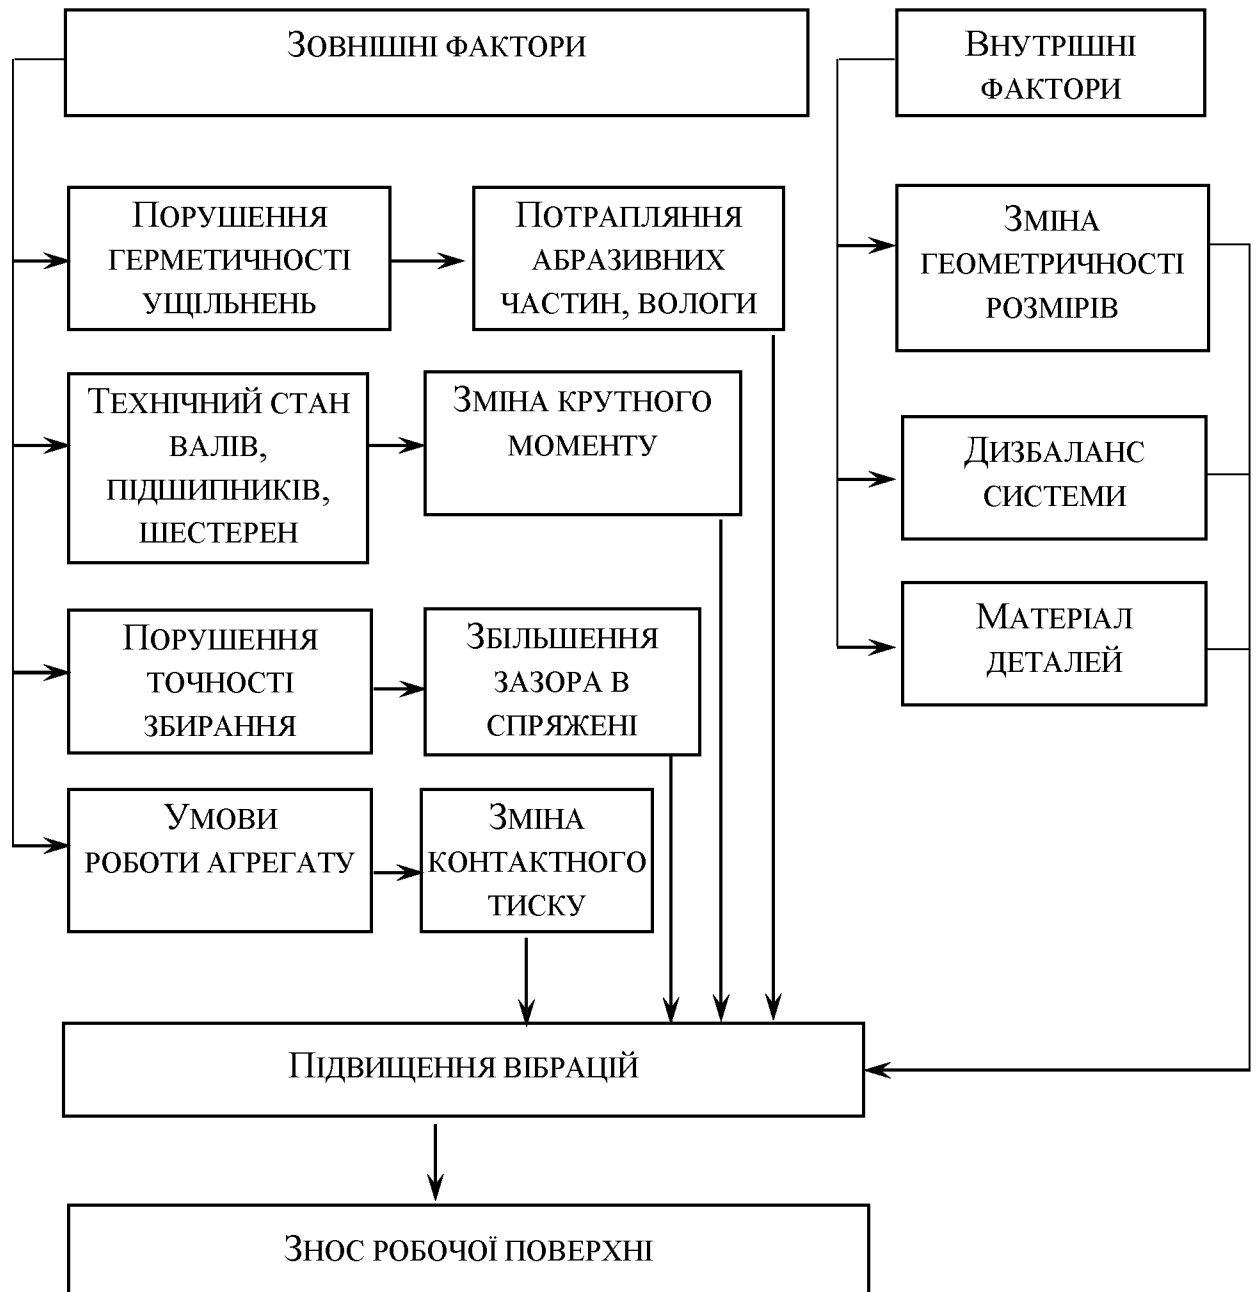 ЗОВНІШНІ ФАКТОРИ
ВНУТРІШНІ
ФАКТОРИ
ПОРУШЕННЯ
ГЕРМЕТИЧНОСТІ
УЩІЛЬНЕНЬ
ПОТРАПЛЯННЯ
АБРАЗИВНИХ
ЧАСТИН, ВОЛОГИ
ЗМІНА
ГЕОМЕТРИЧНОСТІ
РОЗМІРІВ
ТЕХНІЧНИЙ СТАН
ВАЛІВ,
ПІДШИПНИКІВ,
ШЕСТЕРЕН
ЗМІНА КРУТНОГО
МОМЕНТУ
ДИЗБАЛАНС
СИСТЕМИ
ПОРУШЕННЯ
ТОЧНОСТІ
ЗБИРАННЯ
ЗБІЛЬШЕННЯ
ЗАЗОРА В
СПРЯЖЕНІ
МАТЕРІАЛ
ДЕТАЛЕЙ
УМОВИ
РОБОТИ АГРЕГАТУ
ЗМІНА
КОНТАКТНОГО
ТИСКУ
ПІДВИЩЕННЯ ВІБРАЦІЙ
ЗНОС РОБОЧОЇ ПОВЕРХНІ